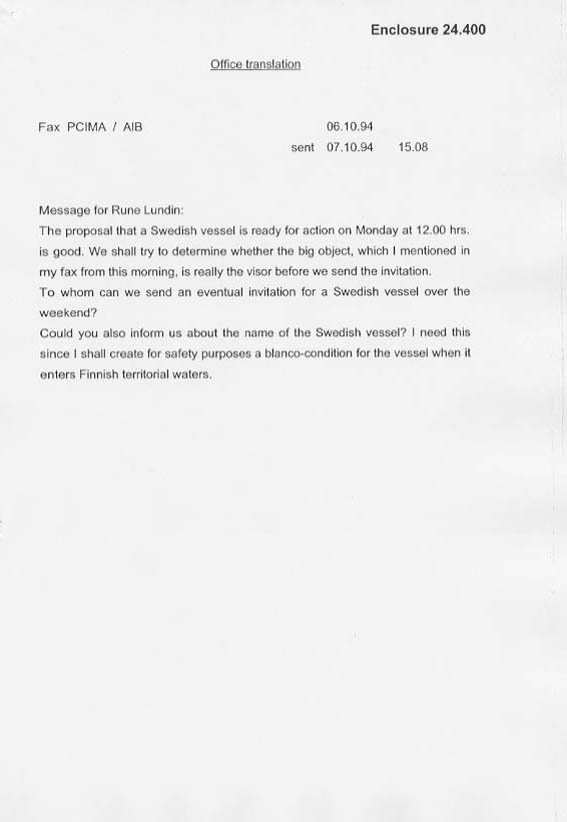 Enclosure 24.400
Office translation
Fax PCIMA / AIB 06.10.94
sent 07.10.94 15.08
Message for Rune Lundin:
The proposal that a Swedish vessel is ready for action on Monday at 12.00 hrs.
is good. We shall try to determine whether the big object, which I mentioned in
my fax from this morning, is really the visor before we send the invitation.
To whom can we send an eventual invitation for a Swedish vessel over the
weekend?
Could you also inform us about the name of the Swedish vessel? I need this
since I shall create for safety purposes a blanco-condition for the vessel when it
enters Finnish territorial waters.